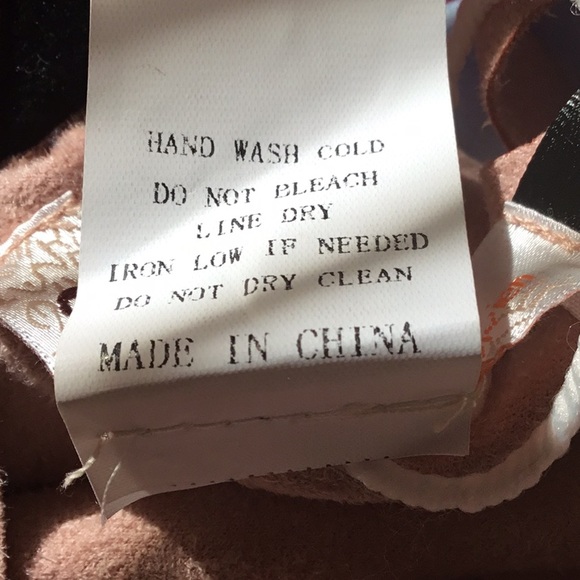 HAND WASH COLD
DO NOT BLEACH
LINE DRY
IRON LOW IF NEEDED
DO NOT DRY CLEAN
MADE IN CHINA